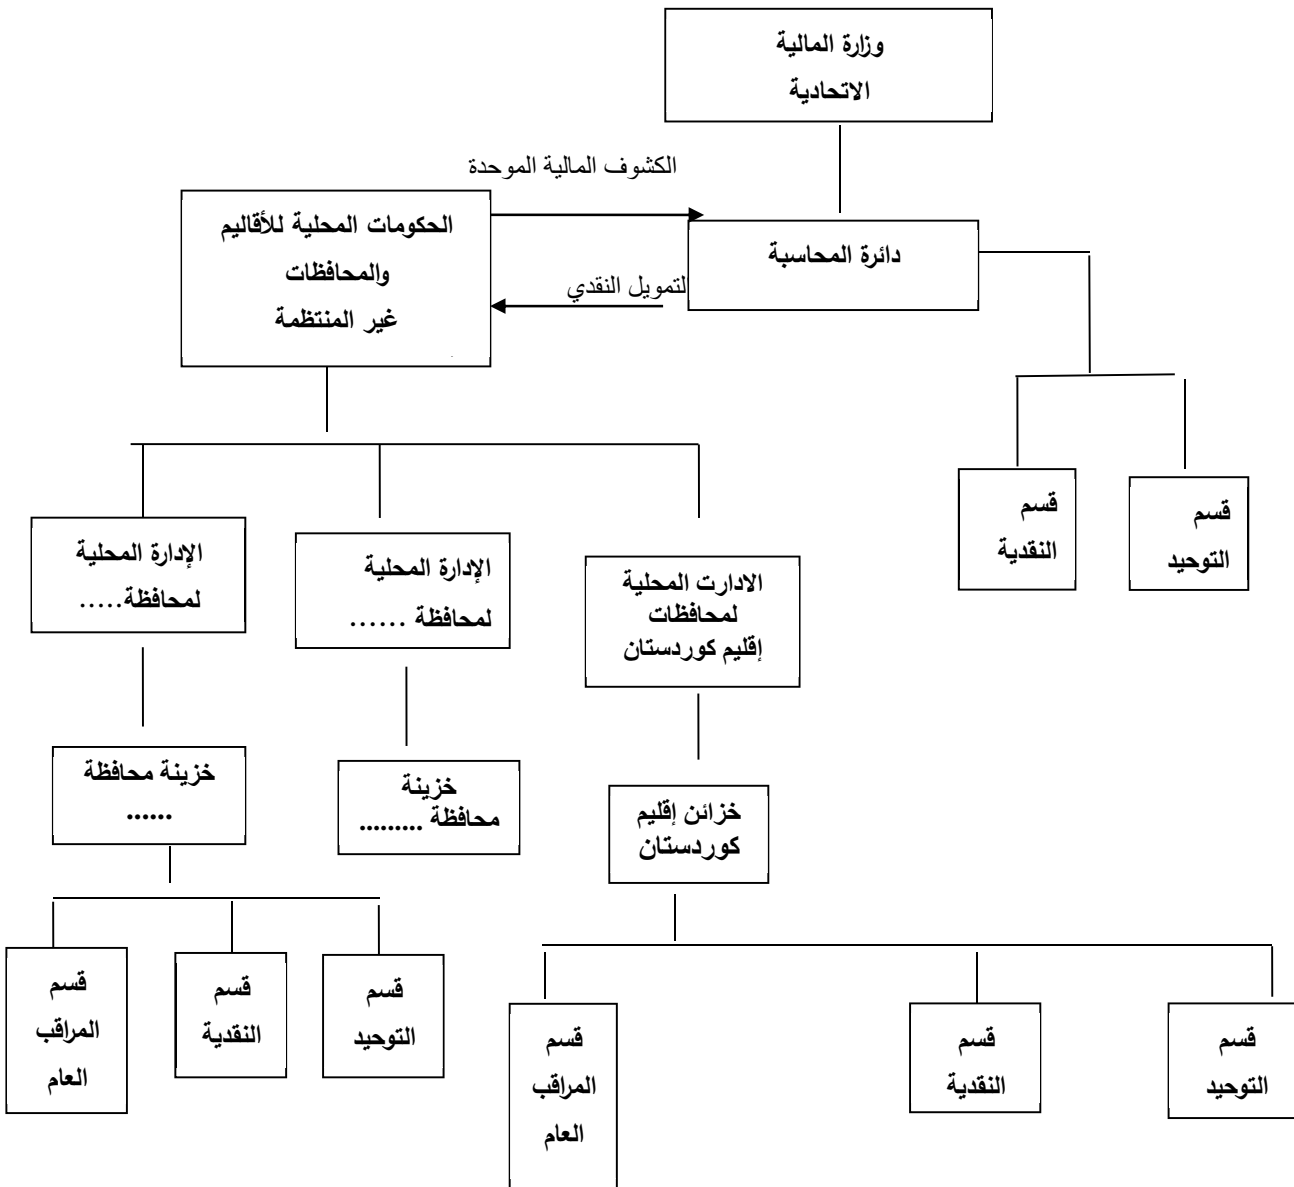 وزارة المالية
الاتحادية
الكشوف المالية الموحدة
الحكومات المحلية للأقاليم
والمحافظات
غير المنتظمة
دائرة المحاسبة
التمويل النقدي
قسم
النقدية
قسم
التوحيد
الإدارة المحلية
لمحافظة.....
الإدارة المحلية
لمحافظة ......
الادارت المحلية
لمحافظات
إقليم كوردستان
خزينة محافظة
......
خزينة
محافظة .........
خزائن إقليم
كوردستان
قسم
المراقب
العام
قسم
النقدية
قسم
التوحيد
قسم
المراقب
العام
قسم
النقدية
قسم
التوحيد